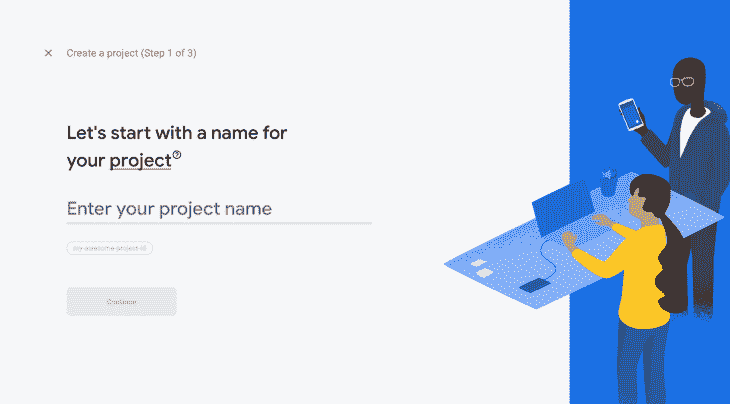 Create a project (Step 1 of 3)
Let's start with a name for
your project
Enter your project name
my-awesome-project-id
Continue